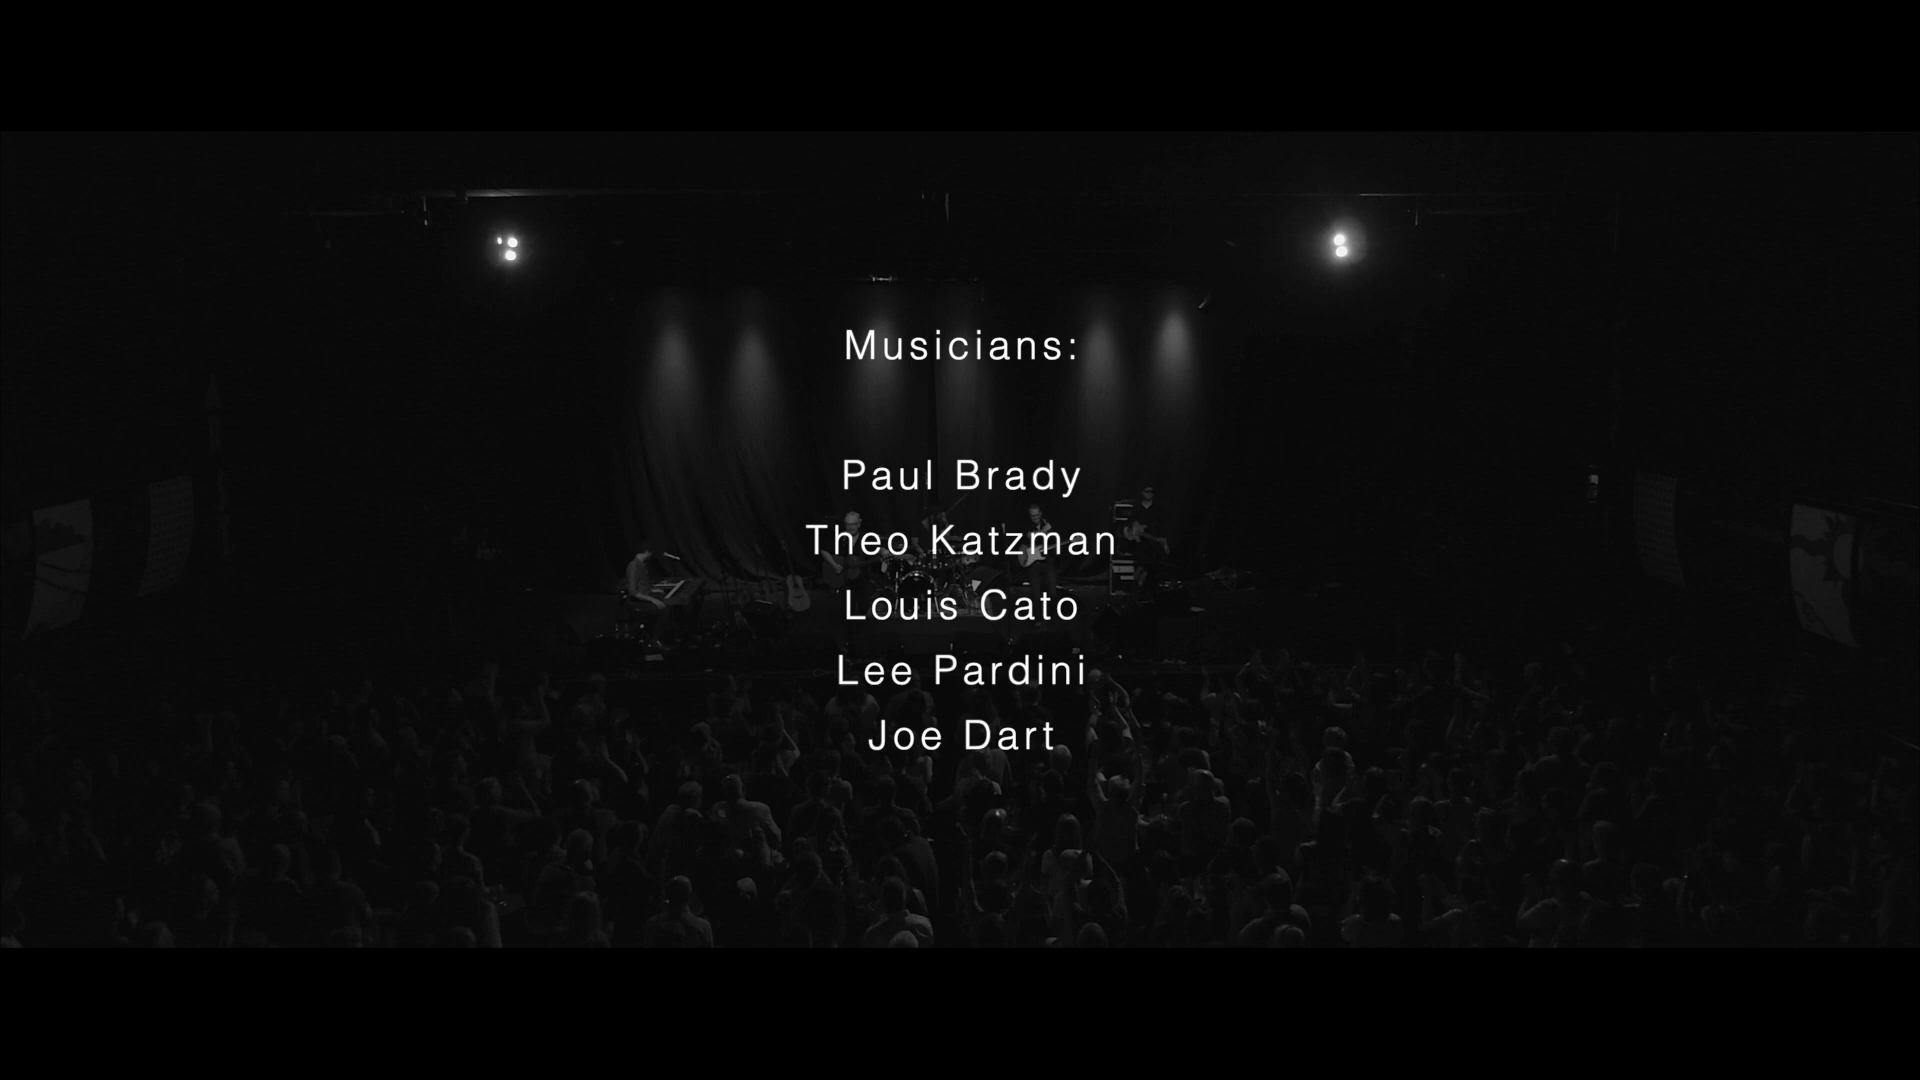 Musicians:
Paul Brady
Theo Katzman
Louis Cato
Lee Pardini
Joe Dart